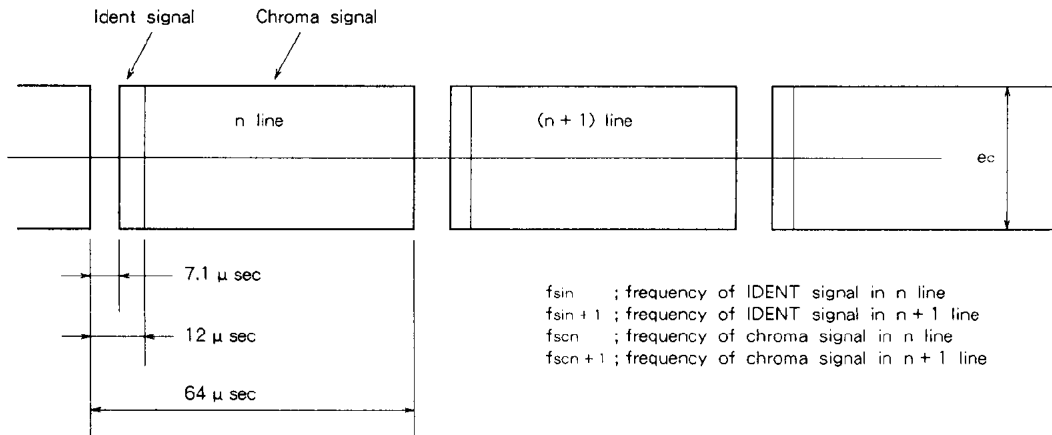 Ident signal
Chroma signal
n line
(n + 1) line
ec
7.1 μ sec
12 μ sec
64 μ sec
fsin ; frequency of IDENT signal in n line
fsin + 1 ; frequency of IDENT signal in n + 1 line
fscn ; frequency of chroma signal in n line
fscn + 1 ; frequency of chroma signal in n + 1 line